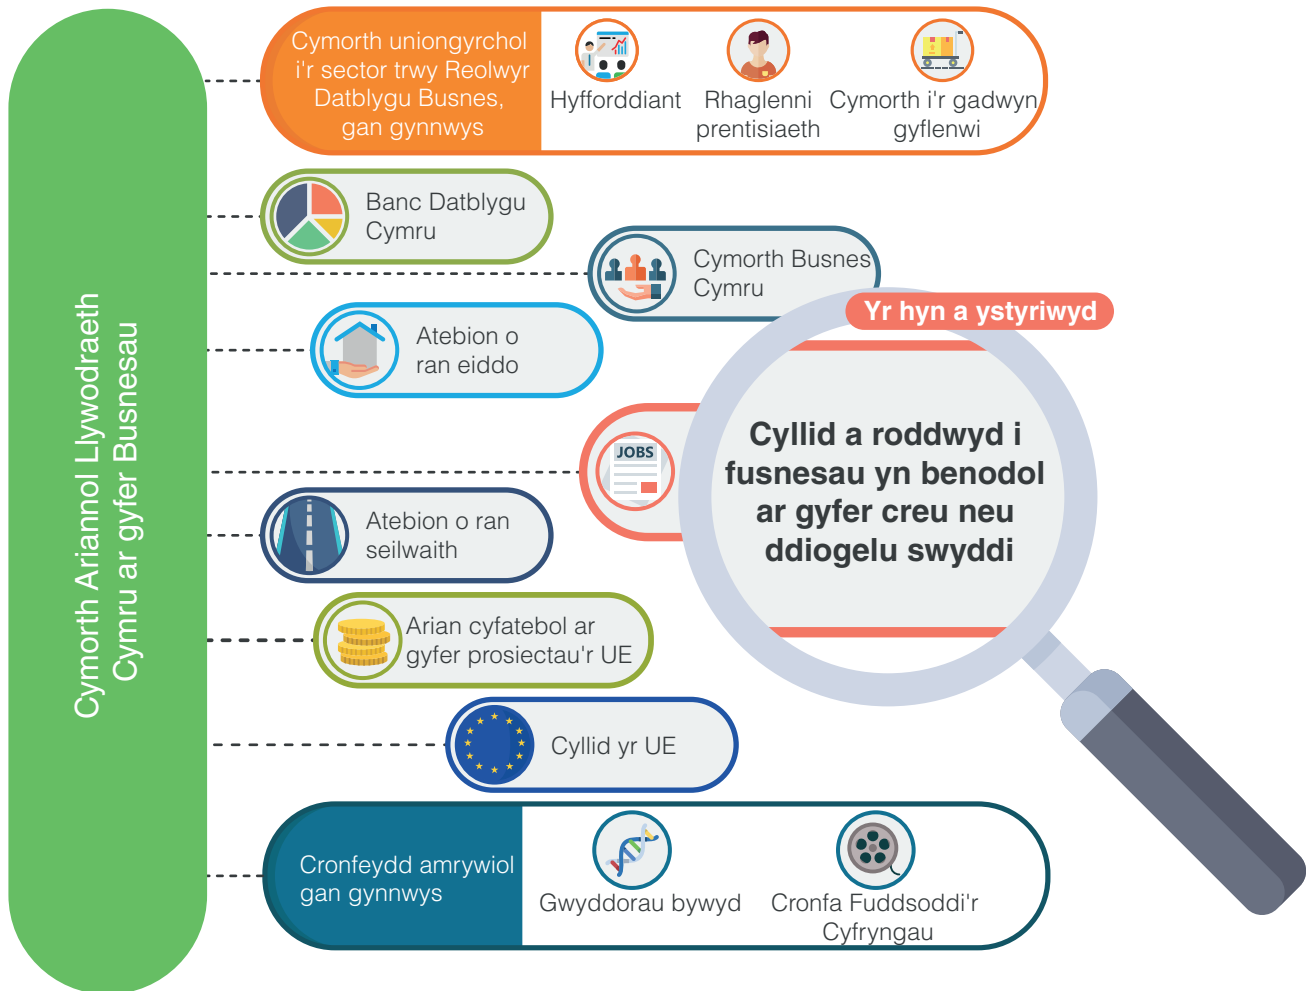 Cymorth Ariannol Llywodraeth
Cymru ar gyfer Busnesau
Cymorth uniongyrchol
i'r sector trwy Reolwyr
Datblygu Busnes,
gan gynnwys
Hyfforddiant
Rhaglenni
prentisiaeth
Cymorth i'r gadwyn
gyflenwi
Banc Datblygu
Cymru
Cymorth Busnes
Cymru
Yr hyn a ystyriwyd
Atebion o
ran eiddo
JOBS
Cyllid a roddwyd i
fusnesau yn benodol
ar gyfer creu neu
ddiogelu swyddi
Atebion o ran
seilwaith
Arian cyfatebol ar
gyfer prosiectau'r UE
Cyllid yr UE
Cronfeydd amrywiol
gan gynnwys
Gwyddorau bywyd
Cronfa Fuddsoddi'r
Cyfryngau